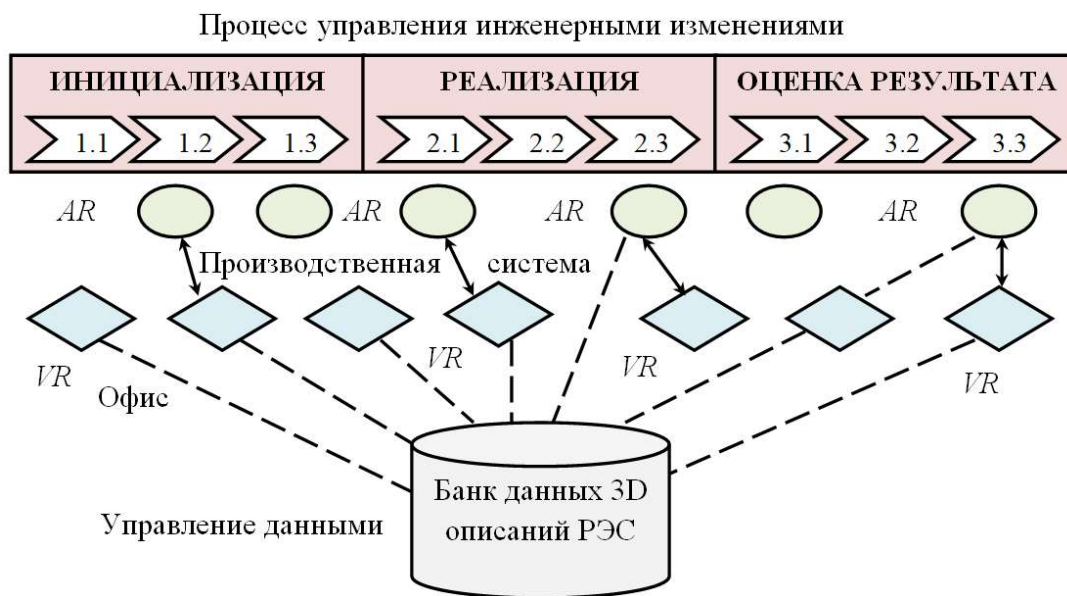 Процесс управления инженерными изменениями
ИНИЦИАЛИЗАЦИЯ
РЕАЛИЗАЦИЯ
ОЦЕНКА РЕЗУЛЬТАТА
1.1 1.2 1.3
2.1 2.2 2.3
3.1 3.2 3.3
AR AR AR AR
Производственная система
VR VR VR VR
Офис
Банк данных 3D
описаний РЭС
Управление данными